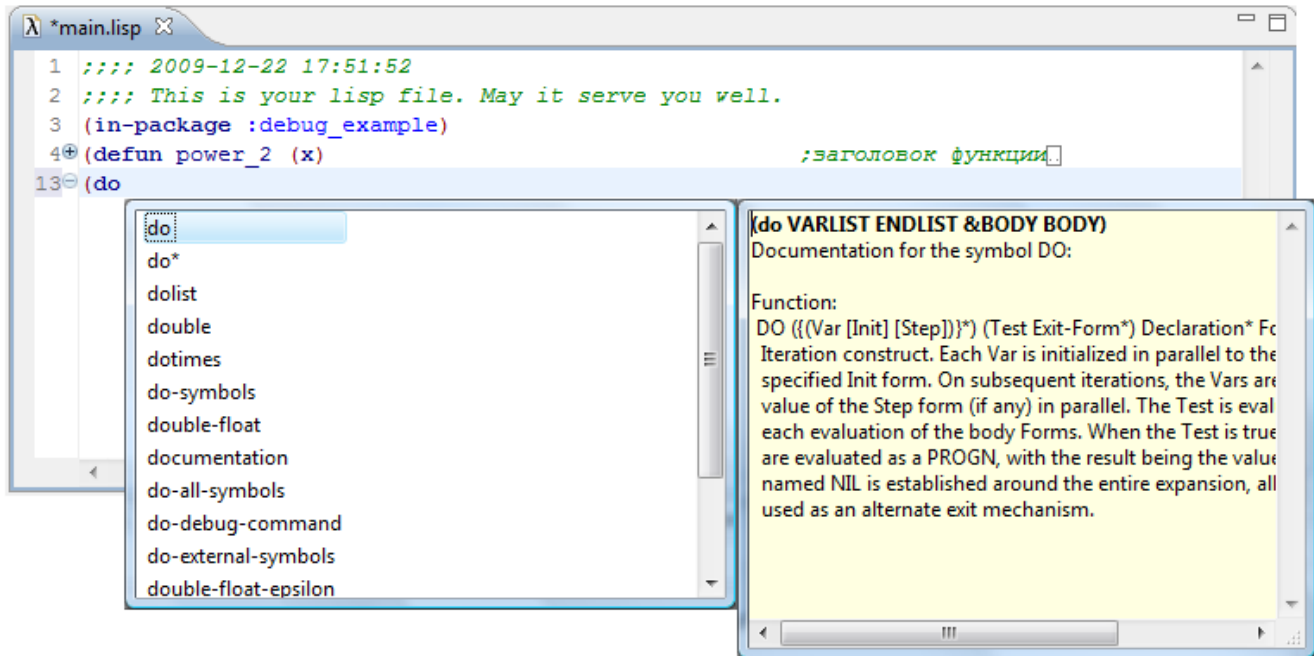 *main.lisp
1 ;;;; 2009-12-22 17:51:52
2 ;;;; This is your lisp file. May it serve you well.
3 (in-package :debug_example)
4 (defun power_2 (x) ;заголовок функции..
13 (do
do
do*
dolist
double
dotimes
do-symbols
double-float
documentation
do-all-symbols
do-debug-command
do-external-symbols
double-float-epsilon
(do VARLIST ENDLIST &BODY BODY)
Documentation for the symbol DO:
Function:
DO ({(Var [Init] [Step])}*) (Test Exit-Form*) Declaration* Fo
Iteration construct. Each Var is initialized in parallel to the
specified Init form. On subsequent iterations, the Vars are
value of the Step form (if any) in parallel. The Test is eval
each evaluation of the body Forms. When the Test is true
are evaluated as a PROGN, with the result being the value
named NIL is established around the entire expansion, all
used as an alternate exit mechanism.